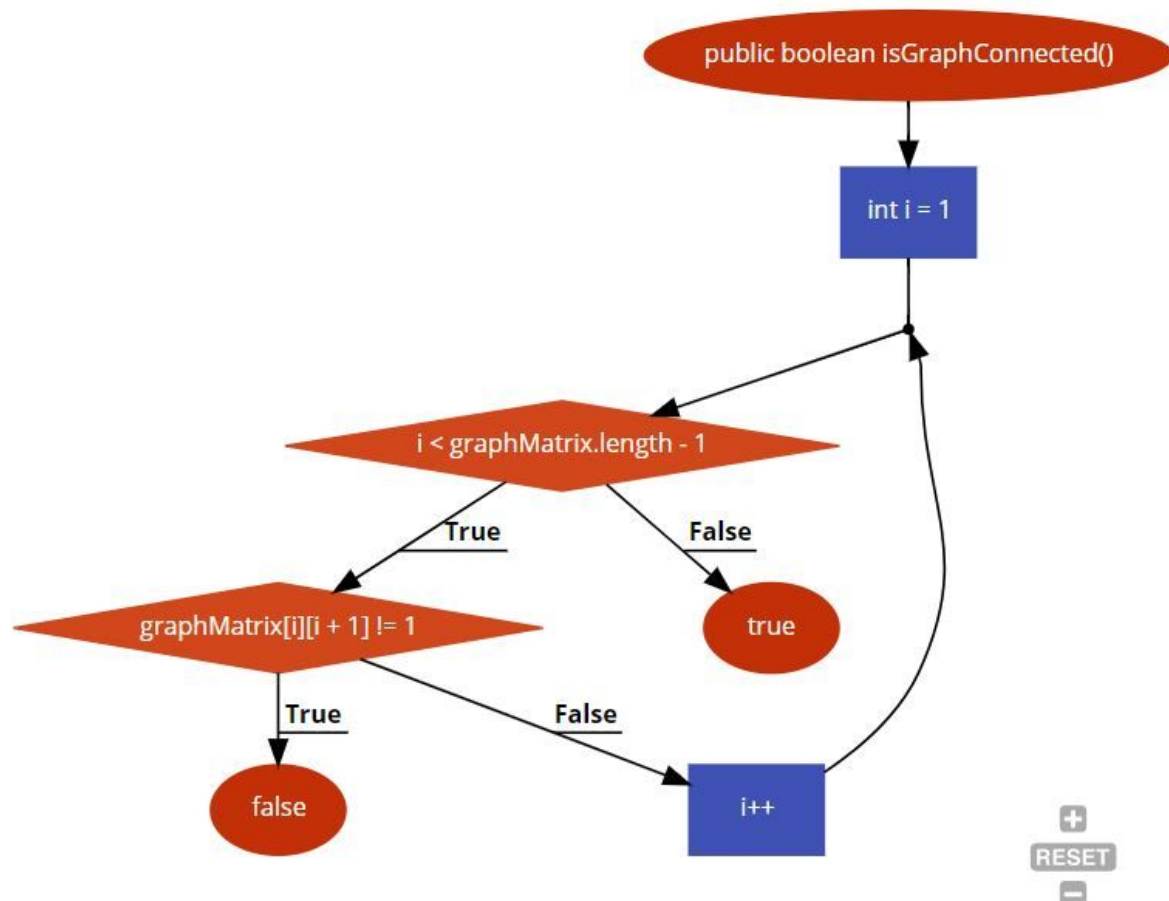 public boolean isGraphConnected()
int i = 1
i < graphMatrix.length - 1
True
False
graphMatrix[i][i + 1] != 1
true
True
False
false
i++
RESET